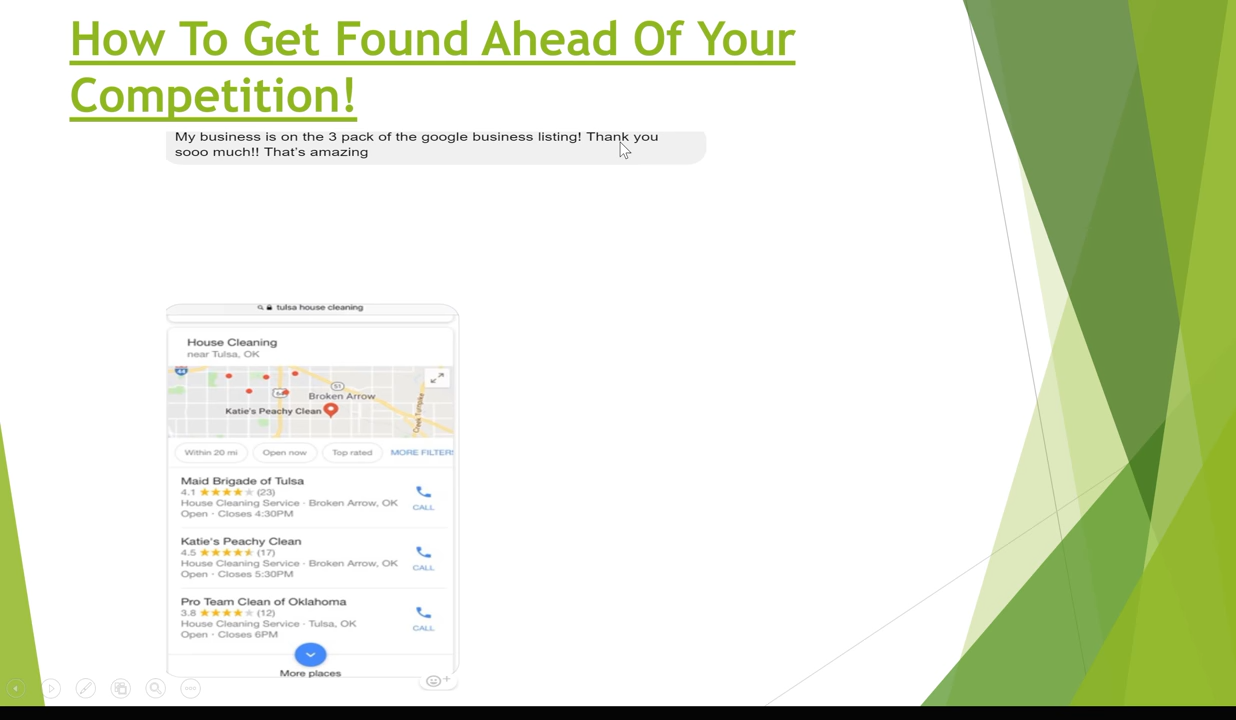 How To Get Found Ahead Of Your
Competition!
My business is on the 3 pack of the google business listing! Thank you
sooo much!! That's amazing
tulsa house cleaning
House Cleaning
near Tulsa, OK
44
51
Broken Arrow
64
Katie's Peachy Clean
Creek Turnpike
Within 20 mi
Open now
Top rated
MORE FILTERS
Maid Brigade of Tulsa
4.1 ★★★★★ (23)
House Cleaning Service · Broken Arrow, OK
Open · Closes 4:30PM
CALL
Katie's Peachy Clean
4.5 ★★★★★ (17)
House Cleaning Service · Broken Arrow, OK
Open · Closes 5:30PM
CALL
Pro Team Clean of Oklahoma
3.8 ★★★★★ (12)
House Cleaning Service · Tulsa, OK
Open · Closes 6PM
CALL
More places